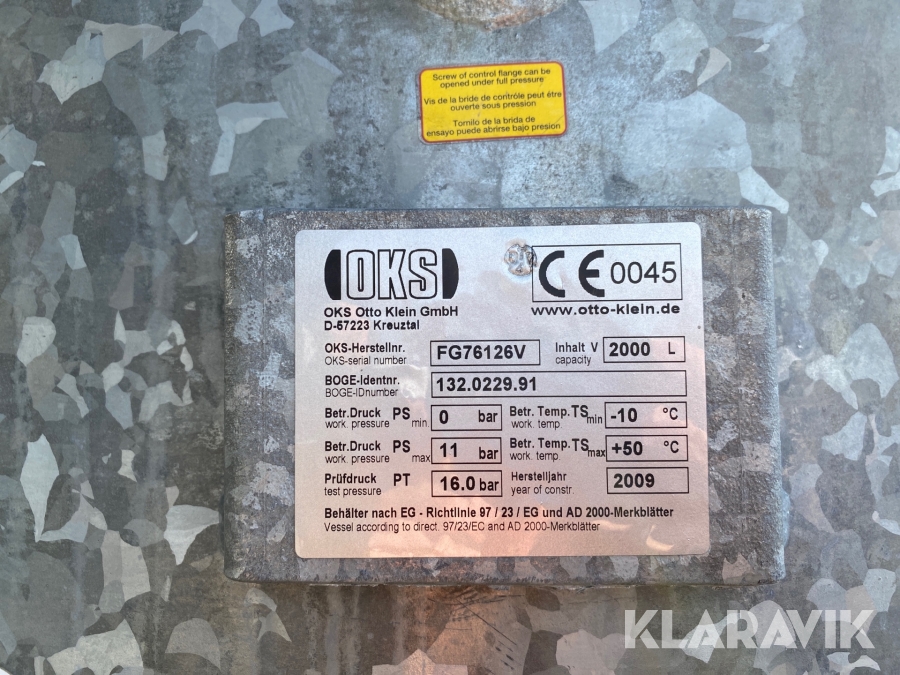 Screw of control flange can be
opened under full pressure
Vis de la bride de contrôle peut étre
ouverte sous pression
Tornilo de la brida de
ensayo puede abrirse bajo presion
OKS
CE 0045
OKS Otto Klein GmbH
D-57223 Kreuztal
www.otto-klein.de
OKS-Herstellnr. FG76126V Inhalt V 2000 L
OKS-serial number capacity
BOGE-Identnr. 132.0229.91
BOGE-IDnumber
Betr.Druck PS min. 0 bar Betr. Temp. TS min -10 °C
work. pressure work. temp
Betr.Druck PS max 11 bar Betr. Temp. TS max +50 °C
work. pressure work. temp.
Prüfdruck PT 16.0 bar Herstelljahr 2009
test pressure year of constr.
Behälter nach EG - Richtlinie 97 / 23 / EG und AD 2000-Merkblätter
Vessel according to direct. 97/23/EC and AD 2000-Merkblätter
KLARAVIK